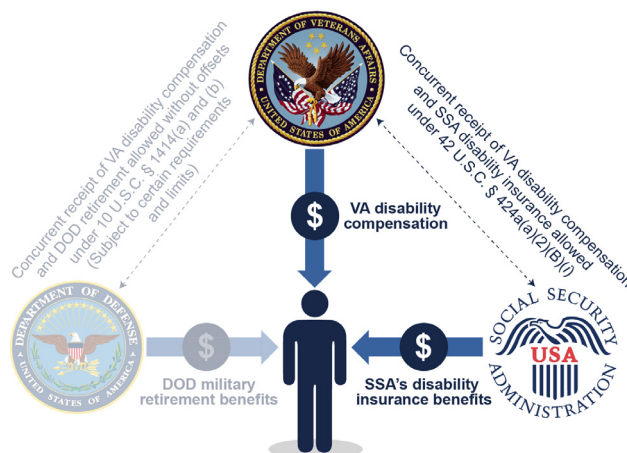 DEPARTMENT OF VETERANS AFFAIRS
UNITED STATES OF AMERICA
Concurrent receipt of VA disability compensation
and DOD retirement allowed without offsets
under 10 U.S.C. § 1414(a) and (b)
(Subject to certain requirements
and limits)
Concurrent receipt of VA disability compensation
and SSA disability insurance allowed
under 42 U.S.C. § 424a(a)(2)(B)(i)
$
VA disability
compensation
DEPARTMENT OF DEFENSE
UNITED STATES OF AMERICA
$
DOD military
retirement benefits
$
SSA's disability
insurance benefits
SOCIAL SECURITY
USA
ADMINISTRATION